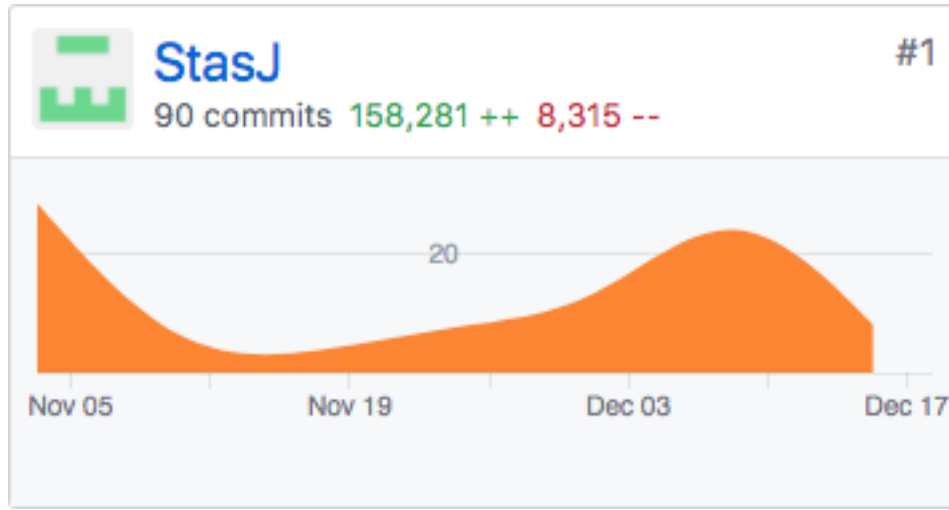 StasJ
#1
90 commits 158,281 ++ 8,315 --
20
Nov 05 Nov 19 Dec 03 Dec 17